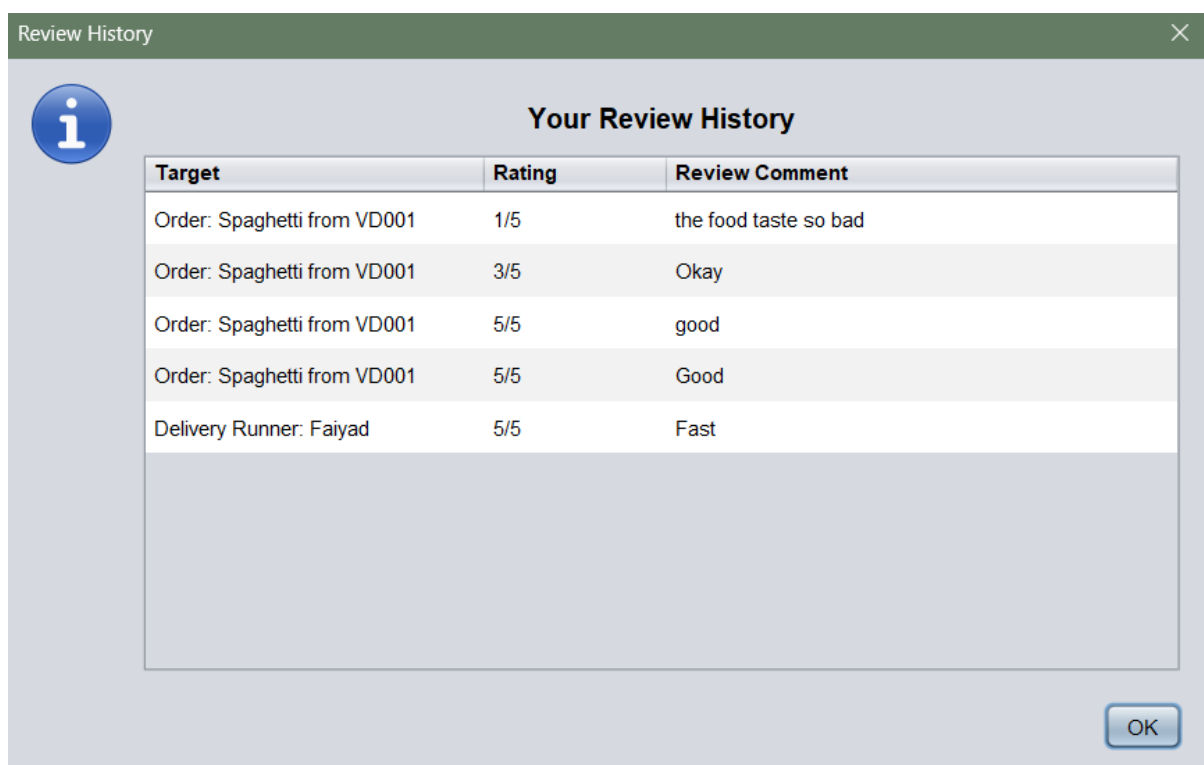 Review History
Your Review History
Target Rating Review Comment
Order: Spaghetti from VD001 1/5 the food taste so bad
Order: Spaghetti from VD001 3/5 Okay
Order: Spaghetti from VD001 5/5 good
Order: Spaghetti from VD001 5/5 Good
Delivery Runner: Faiyad 5/5 Fast
OK